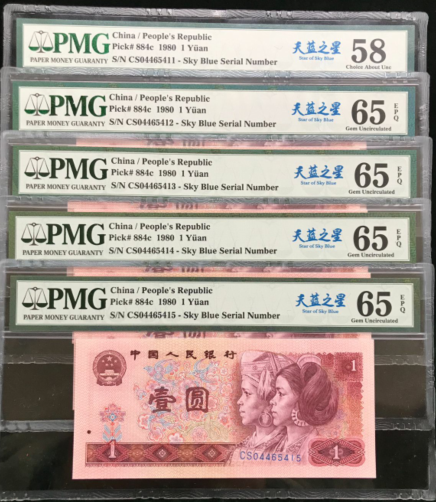 PMG
PAPER MONEY GUARANTY
China / People's Republic
Pick# 884c 1980 1 Yüan
S/N CS04465411 - Sky Blue Serial Number
天蓝之星
Star of Sky Blue
58
Choice About Unc
PMG
PAPER MONEY GUARANTY
China / People's Republic
Pick# 884c 1980 1 Yüan
S/N CS04465412 - Sky Blue Serial Number
天蓝之星
Star of Sky Blue
65 EPQ
Gem Uncirculated
PMG
PAPER MONEY GUARANTY
China / People's Republic
Pick# 884c 1980 1 Yüan
S/N CS04465413 - Sky Blue Serial Number
天蓝之星
Star of Sky Blue
65 EPQ
Gem Uncirculated
PMG
PAPER MONEY GUARANTY
China / People's Republic
Pick# 884c 1980 1 Yüan
S/N CS04465414 - Sky Blue Serial Number
天蓝之星
Star of Sky Blue
65 EPQ
Gem Uncirculated
PMG
PAPER MONEY GUARANTY
China / People's Republic
Pick# 884c 1980 1 Yüan
S/N CS04465415 - Sky Blue Serial Number
天蓝之星
Star of Sky Blue
65 EPQ
Gem Uncirculated
中国人民银行
1
壹圆
1
CS04465415
1